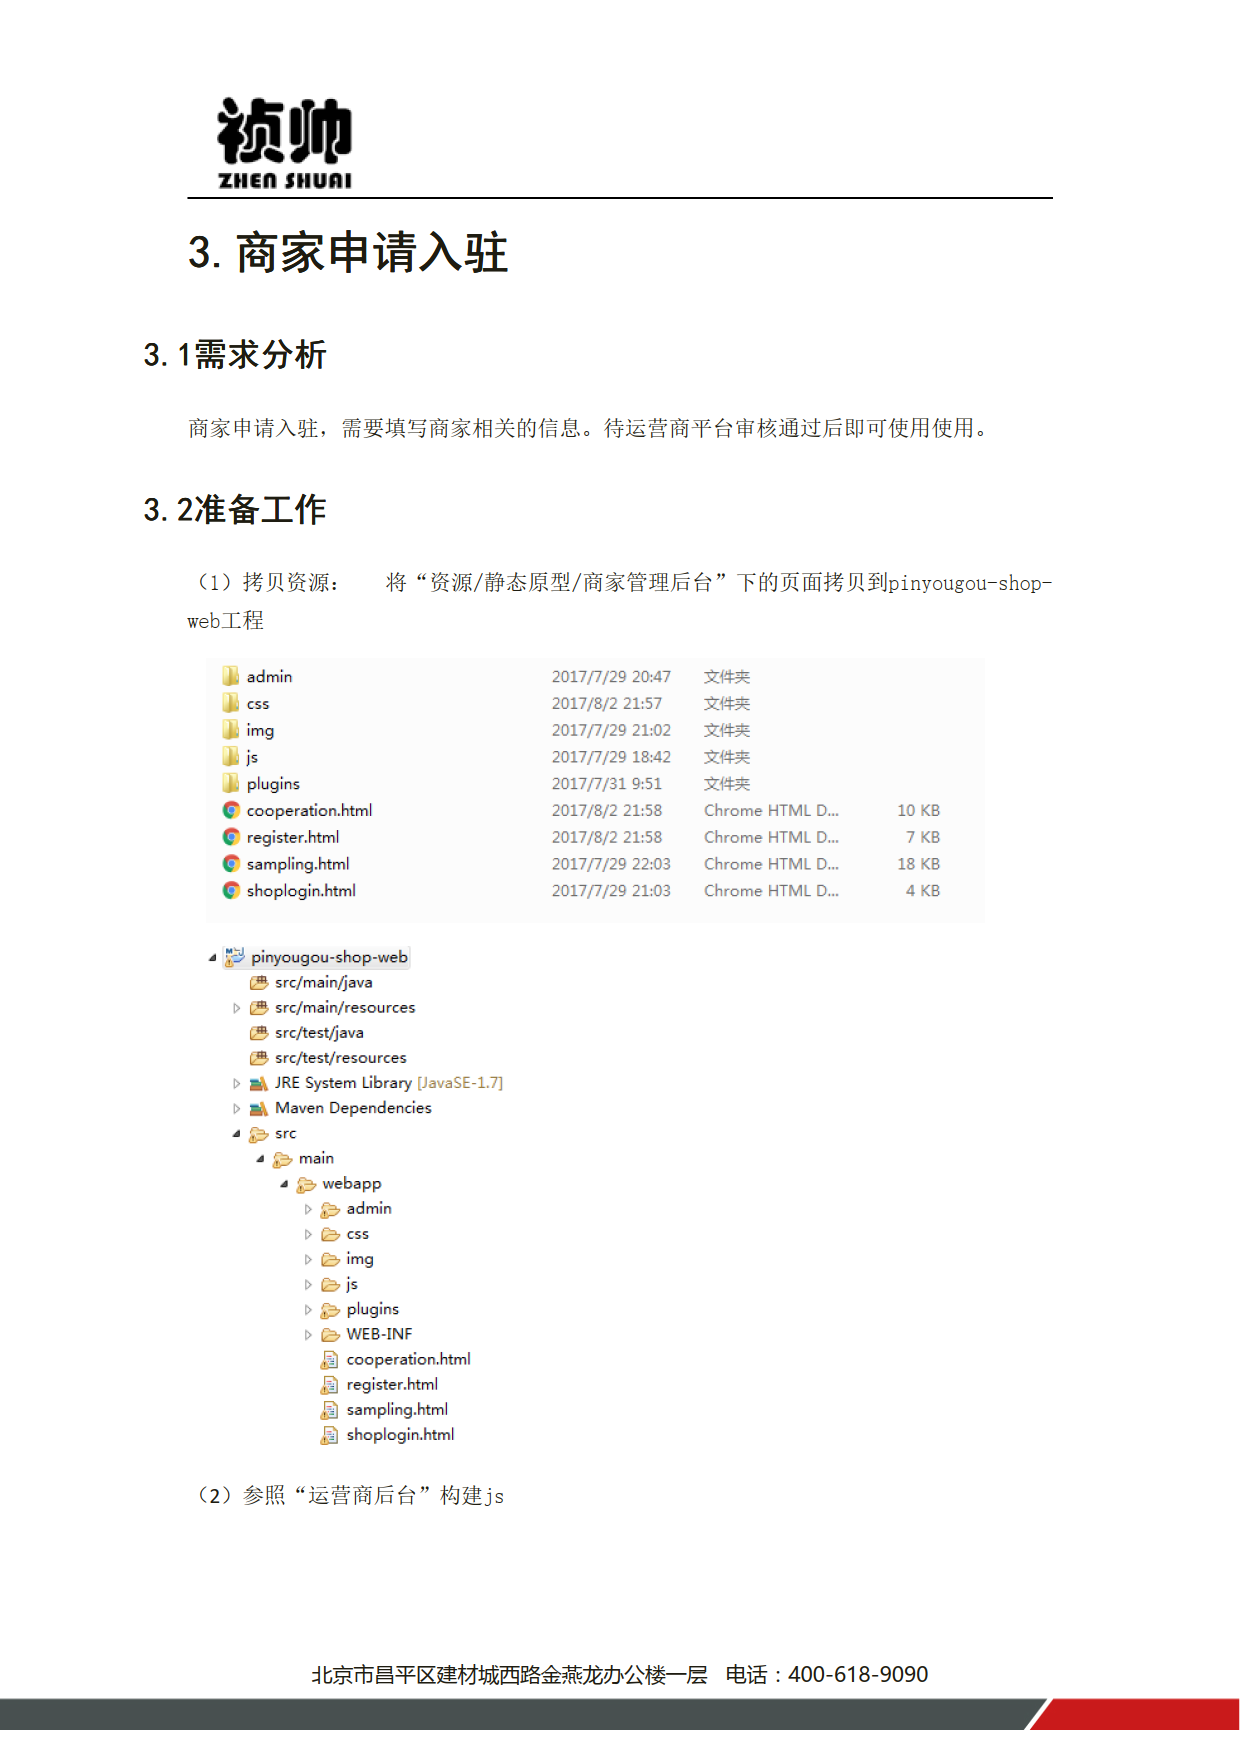 祯帅
ZHEN SHUAI
3. 商家申请入驻
3.1需求分析
商家申请入驻，需要填写商家相关的信息。待运营商平台审核通过后即可使用使用。
3.2准备工作
（1）拷贝资源： 将“资源/静态原型/商家管理后台”下的页面拷贝到pinyougou-shop-
web工程
admin 2017/7/29 20:47 文件夹
css 2017/8/2 21:57 文件夹
img 2017/7/29 21:02 文件夹
js 2017/7/29 18:42 文件夹
plugins 2017/7/31 9:51 文件夹
cooperation.html 2017/8/2 21:58 Chrome HTML D... 10 KB
register.html 2017/8/2 21:58 Chrome HTML D... 7 KB
sampling.html 2017/7/29 22:03 Chrome HTML D... 18 KB
shoplogin.html 2017/7/29 21:03 Chrome HTML D... 4 KB
pinyougou-shop-web
src/main/java
src/main/resources
src/test/java
src/test/resources
JRE System Library [JavaSE-1.7]
Maven Dependencies
src
main
webapp
admin
css
img
js
plugins
WEB-INF
cooperation.html
register.html
sampling.html
shoplogin.html
（2）参照“运营商后台”构建js
北京市昌平区建材城西路金燕龙办公楼一层 电话：400-618-9090